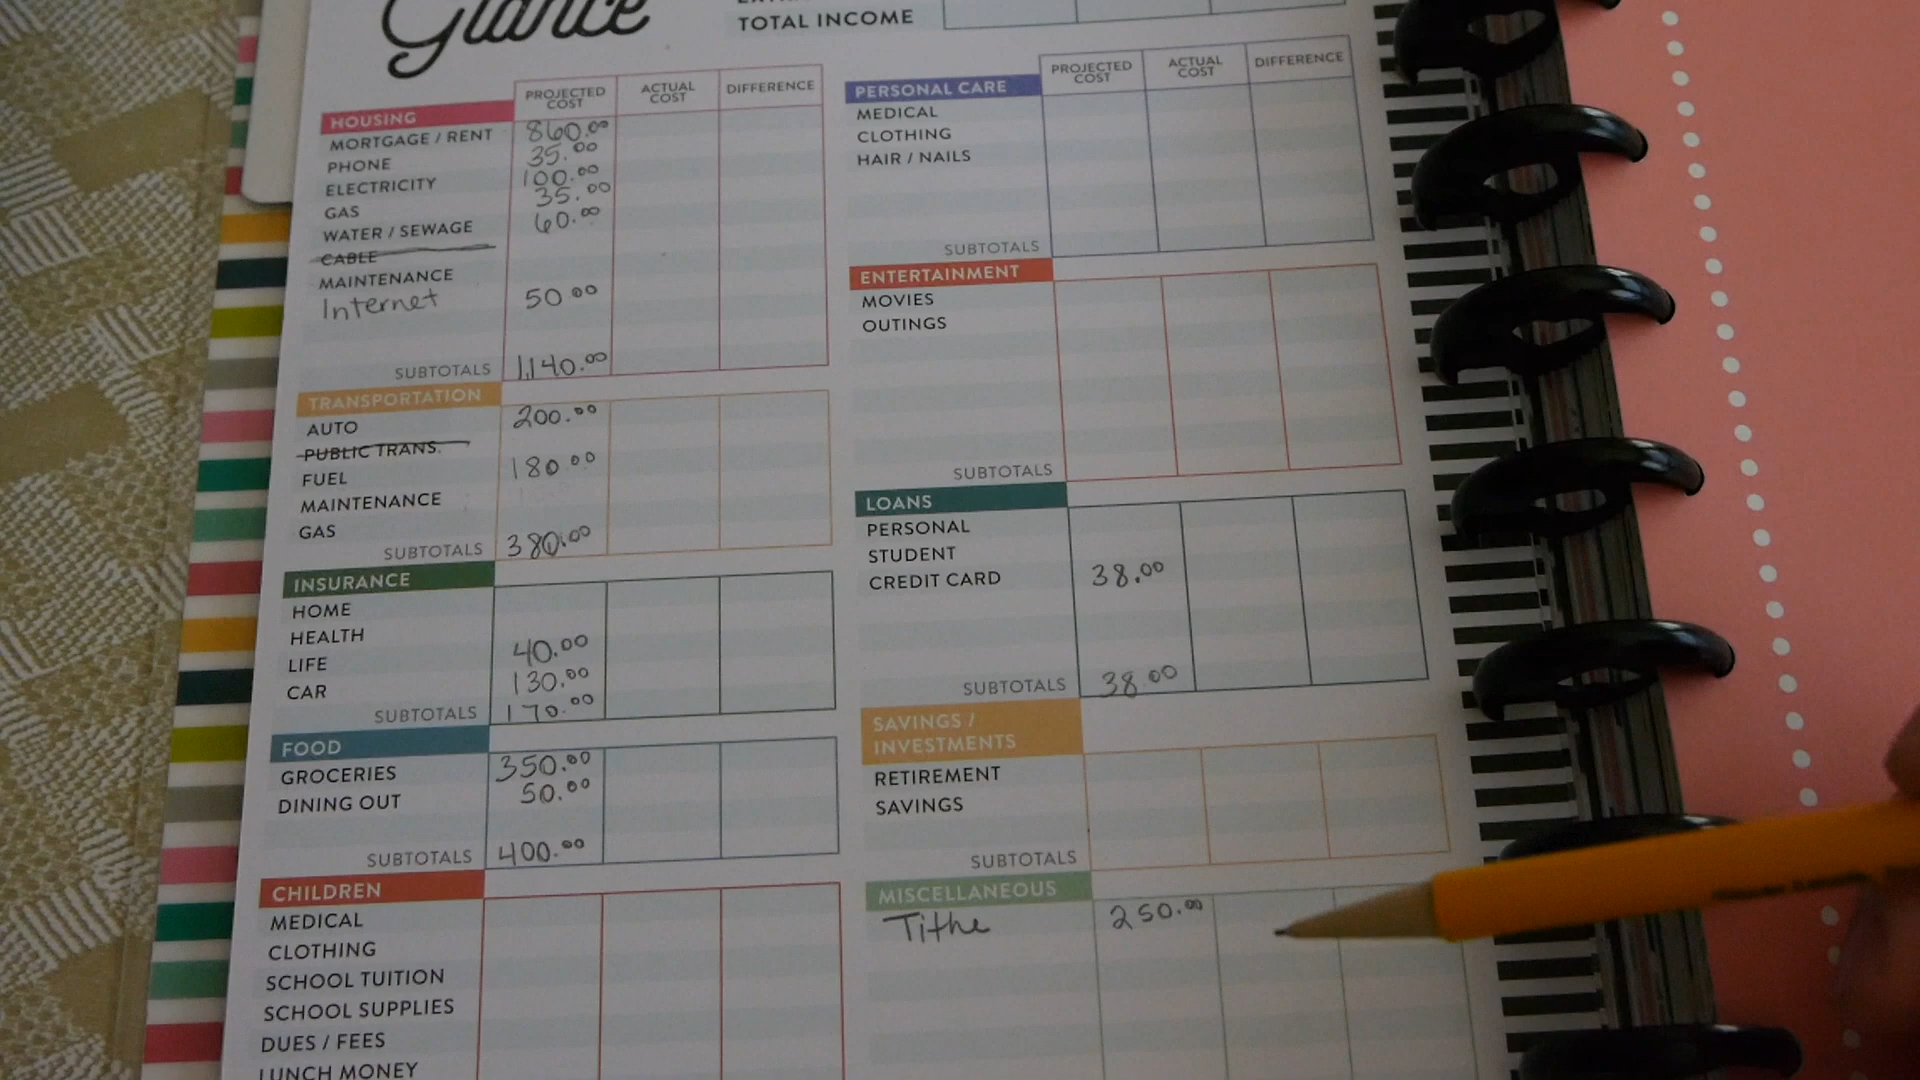 Glance
TOTAL INCOME
PROJECTED COST ACTUAL COST DIFFERENCE
HOUSING
MORTGAGE / RENT 860.00
PHONE 35.00
ELECTRICITY 100.00
GAS 35.00
WATER / SEWAGE 60.00
CABLE
MAINTENANCE
Internet 50 00
SUBTOTALS 1,140.00
TRANSPORTATION
AUTO 200.00
PUBLIC TRANS.
FUEL 180.00
MAINTENANCE
GAS
SUBTOTALS 380.00
INSURANCE
HOME
HEALTH
LIFE 40.00
CAR 130.00
SUBTOTALS 170.00
FOOD
GROCERIES 350.00
DINING OUT 50.00
SUBTOTALS 400.00
CHILDREN
MEDICAL
CLOTHING
SCHOOL TUITION
SCHOOL SUPPLIES
DUES / FEES
LUNCH MONEY
PROJECTED COST ACTUAL COST DIFFERENCE
PERSONAL CARE
MEDICAL
CLOTHING
HAIR / NAILS
SUBTOTALS
ENTERTAINMENT
MOVIES
OUTINGS
SUBTOTALS
LOANS
PERSONAL
STUDENT
CREDIT CARD 38.00
SUBTOTALS 38.00
SAVINGS /
INVESTMENTS
RETIREMENT
SAVINGS
SUBTOTALS
MISCELLANEOUS
Tithe 250.00